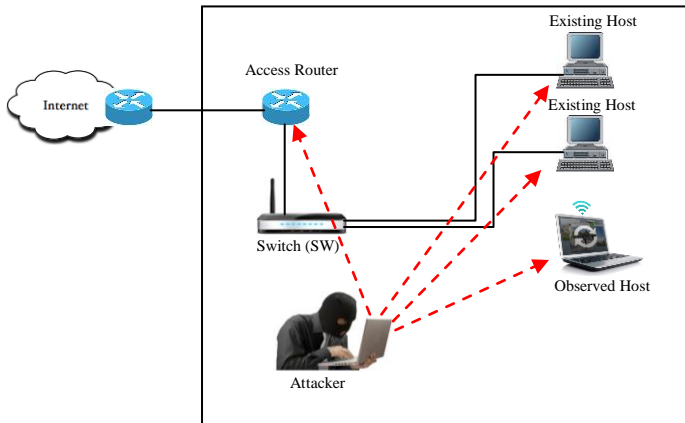 Existing Host
Access Router
Internet
Existing Host
Switch (SW)
Observed Host
Attacker